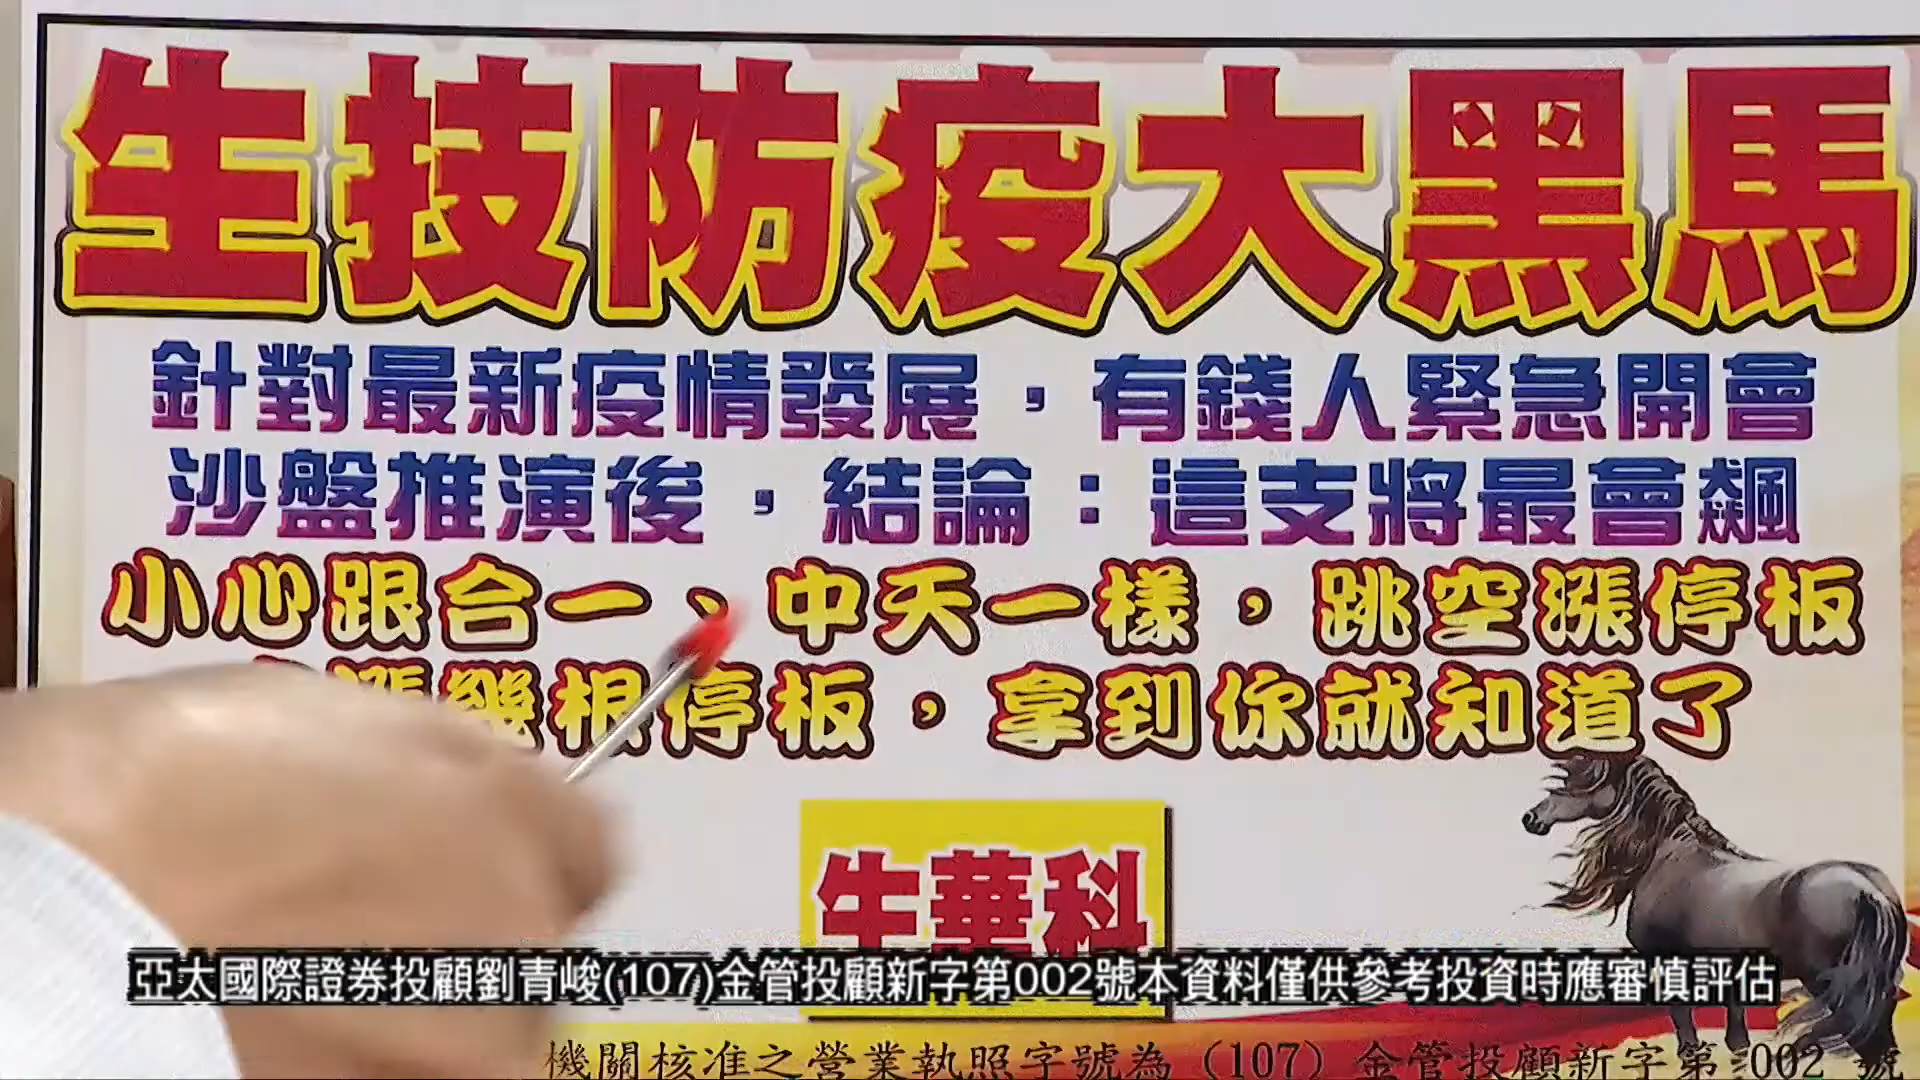 生技防疫大黑馬
針對最新疫情發展，有錢人緊急開會
沙盤推演後，結論：這支將最會飆
小心跟合一、中天一樣，跳空漲停板
漲幾根停板，拿到你就知道了
生華科
亞太國際證券投顧劉青峻(107)金管投顧新字第002號本資料僅供參考投資時應審慎評估
機關核准之營業執照字號為（107）金管投顧新字第 002 號